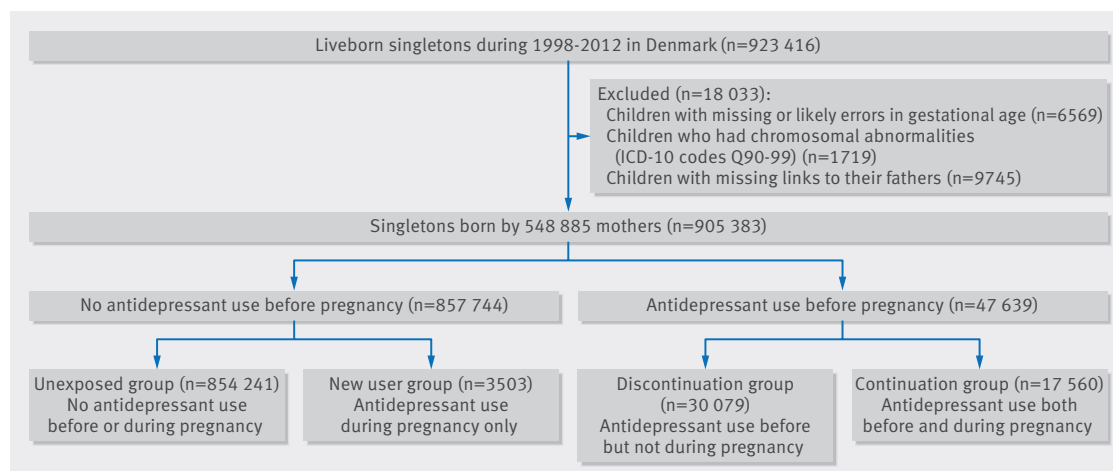 Liveborn singletons during 1998-2012 in Denmark (n=923 416)
Excluded (n=18 033):
Children with missing or likely errors in gestational age (n=6569)
Children who had chromosomal abnormalities
(ICD-10 codes Q90-99) (n=1719)
Children with missing links to their fathers (n=9745)
Singletons born by 548 885 mothers (n=905 383)
No antidepressant use before pregnancy (n=857 744)
Antidepressant use before pregnancy (n=47 639)
Unexposed group (n=854 241)
No antidepressant use
before or during pregnancy
New user group (n=3503)
Antidepressant use
during pregnancy only
Discontinuation group
(n=30 079)
Antidepressant use before
but not during pregnancy
Continuation group (n=17 560)
Antidepressant use both
before and during pregnancy